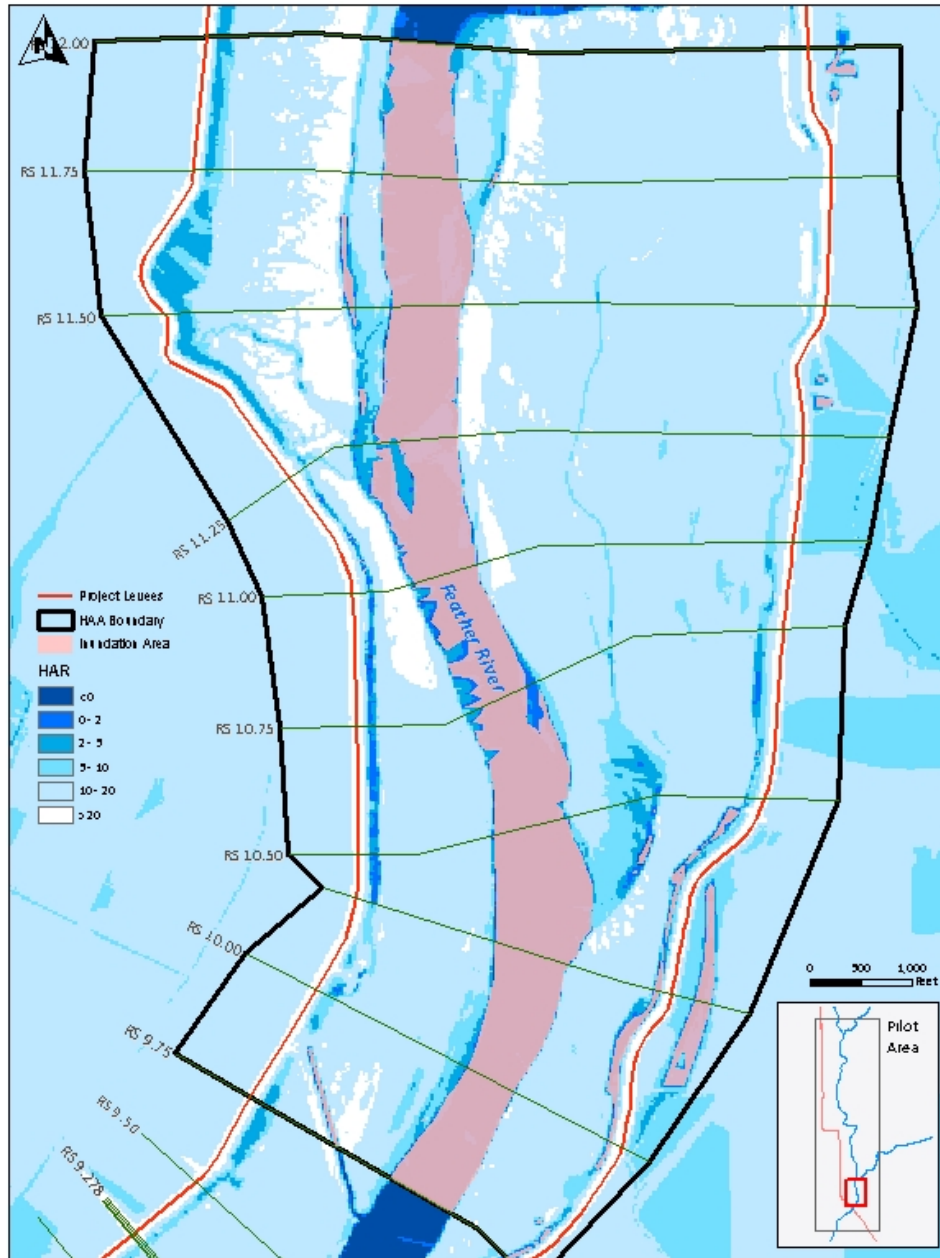 N
2.00
RS 11.75
RS 11.50
RS 11.25
RS 11.00
RS 10.75
RS 10.50
RS 10.00
RS 9.75
RS 9.50
RS 9.278
Feather River
Project Levees
HAA Boundary
Inundation Area
HAR
<0
0- 2
2- 5
5- 10
10- 20
>20
0 500 1,000
Feet
Pilot
Area